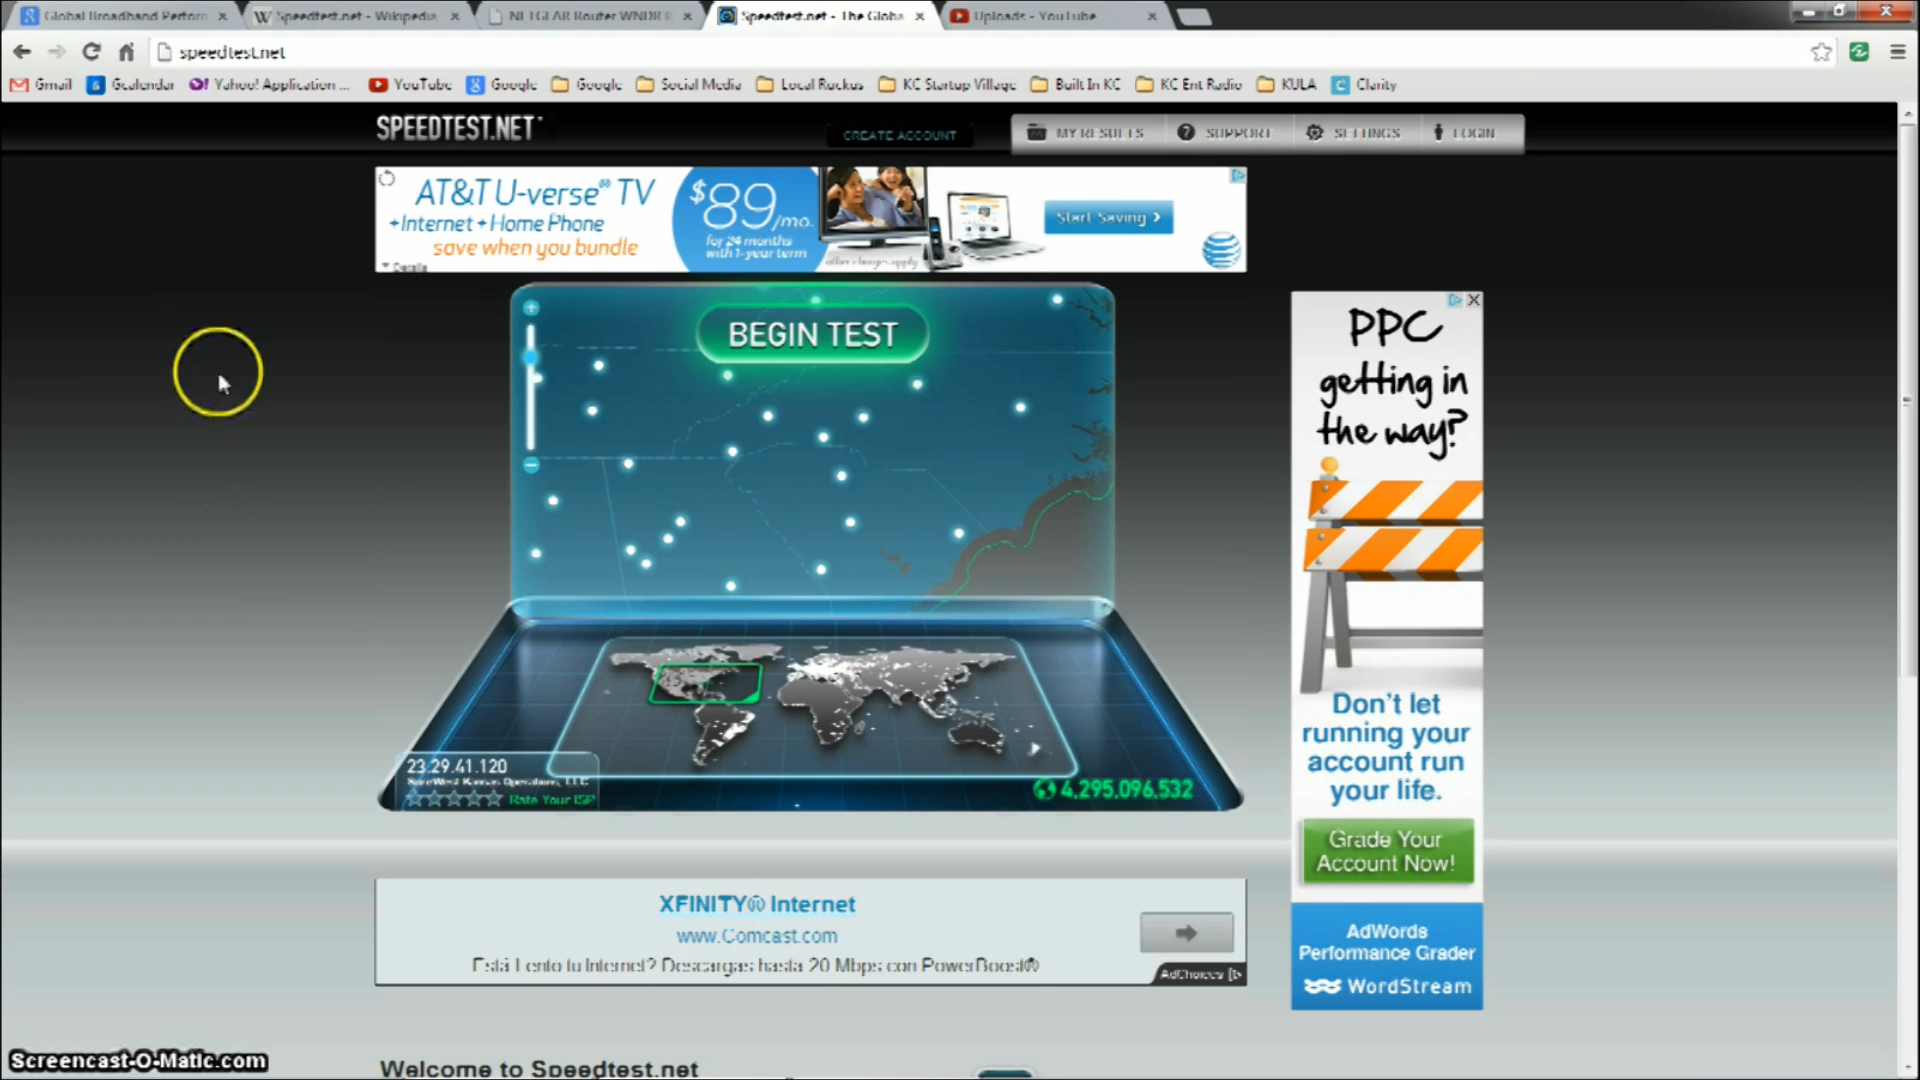 Global Broadband Perform
Speedtest.net - Wikipedia,
NETGEAR Router WNDR
Speedtest.net - The Globa
Uploads - YouTube
speedtest.net
Gmail
Gcalendar
Yahoo! Application ...
YouTube
Google
Google
Social Media
Local Ruckus
KC Startup Village
Built In KC
KC Ent Radio
KULA
Clarity
SPEEDTEST.NET
CREATE ACCOUNT
MY RESULTS
SUPPORT
SETTINGS
LOGIN
AT&T U-verse® TV
+Internet +Home Phone
save when you bundle
$89/mo.
for 24 months
with 1-year term
other charges apply
Details
Start Saving >
BEGIN TEST
PPC
getting in
the way?
Don't let
running your
account run
your life.
Grade Your
Account Now!
AdWords
Performance Grader
WordStream
23.29.41.120
SureWest Kansas Operations, LLC
Rate Your ISP
4,295,096,532
XFINITY® Internet
www.Comcast.com
Está Lento tu Internet? Descargas hasta 20 Mbps con PowerBoost®
AdChoices
Welcome to Speedtest.net
Screencast-O-Matic.com